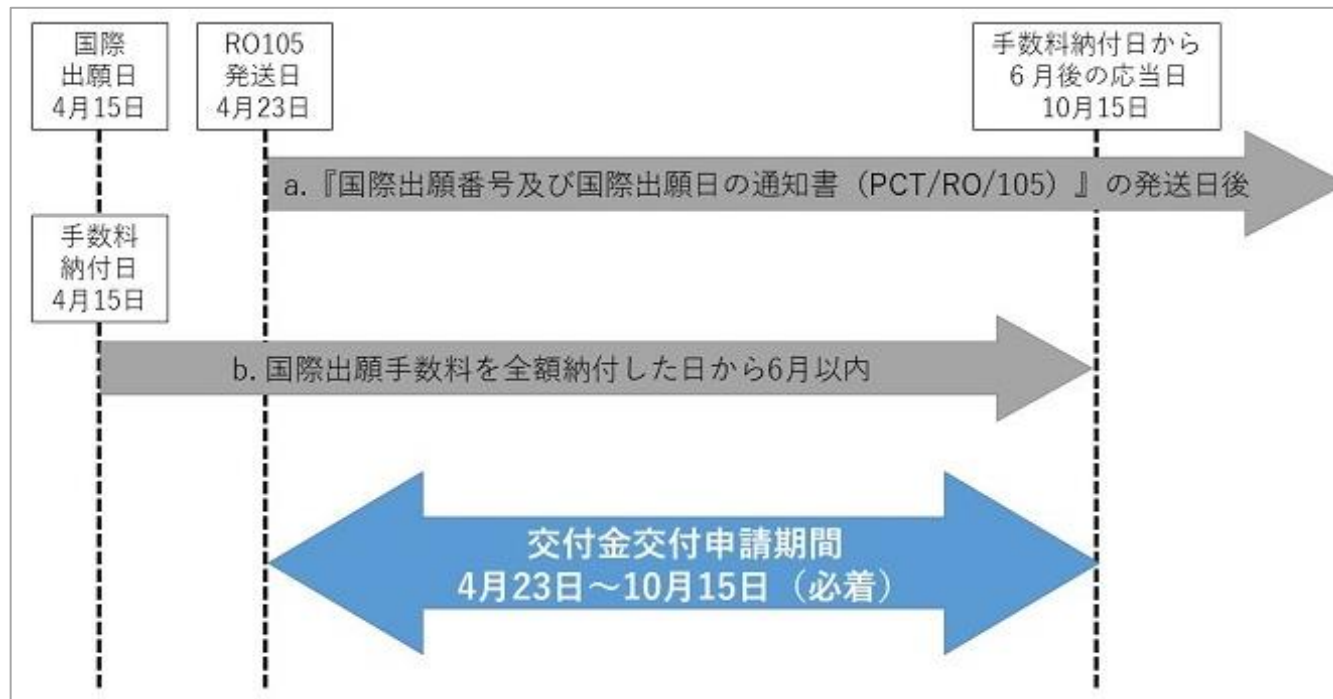 国際
出願日
4月15日
RO105
発送日
4月23日
手数料納付日から
6月後の応当日
10月15日
a.『国際出願番号及び国際出願日の通知書（PCT/RO/105）』の発送日後
手数料
納付日
4月15日
b. 国際出願手数料を全額納付した日から6月以内
交付金交付申請期間
4月23日～10月15日（必着）